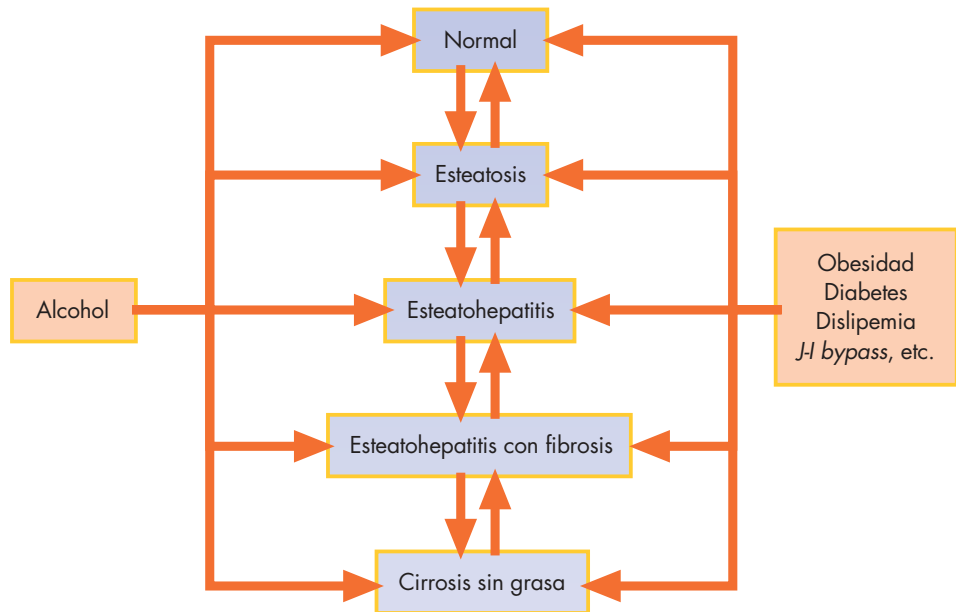 Normal
Esteatosis
Alcohol
Esteatohepatitis
Obesidad
Diabetes
Dislipemia
J-I bypass, etc.
Esteatohepatitis con fibrosis
Cirrosis sin grasa